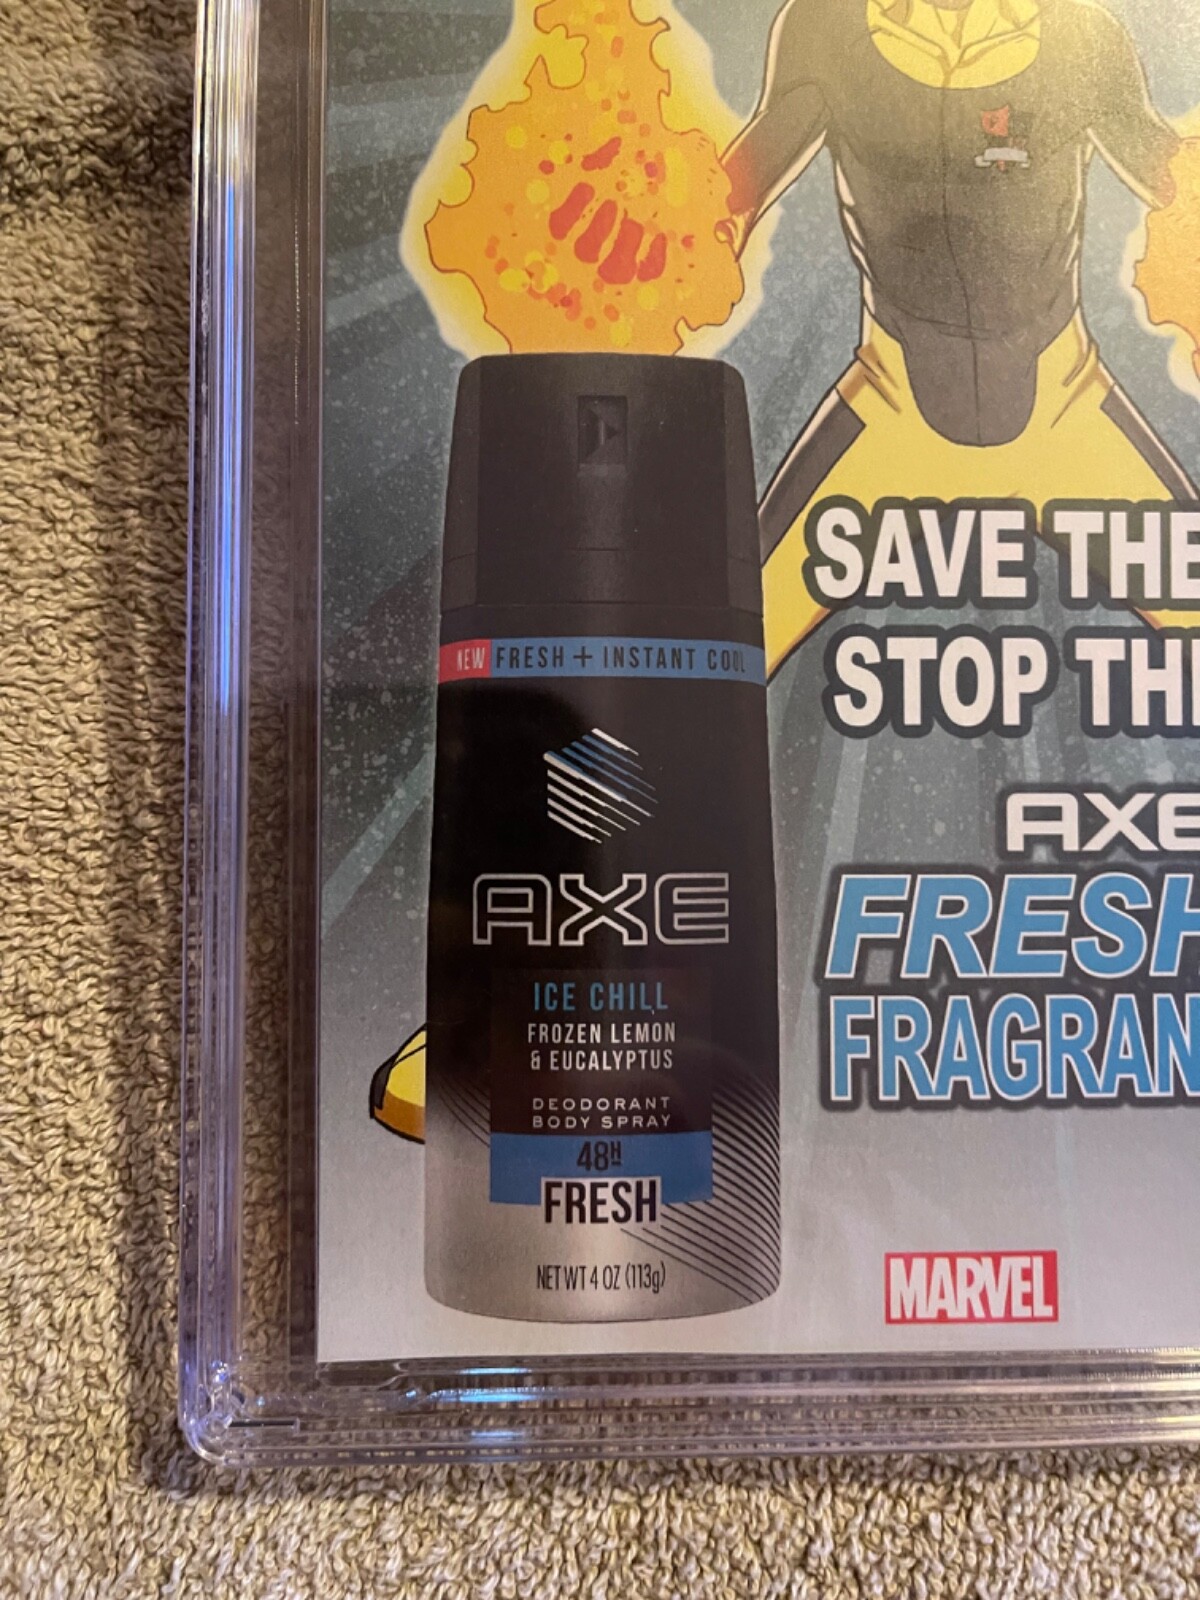 SAVE THE
STOP TH
NEW FRESH + INSTANT COOL
AXE
FRESH
FRAGRAN
AXE
ICE CHILL
FROZEN LEMON
& EUCALYPTUS
DEODORANT
BODY SPRAY
48H
FRESH
NET WT 4 OZ (113g)
MARVEL